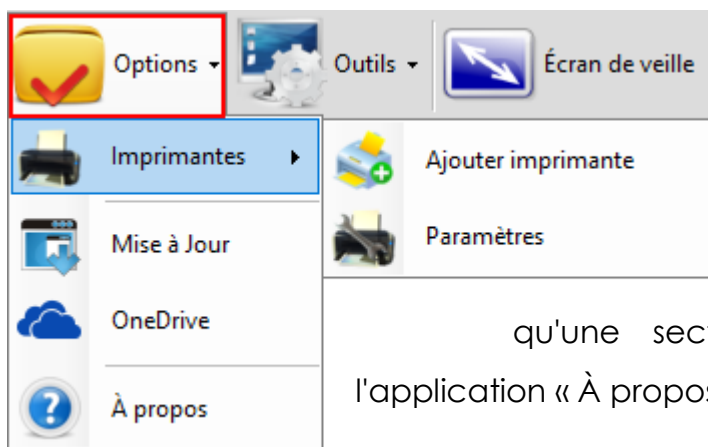 Options Outils Écran de veille
Imprimantes Ajouter imprimante
Mise à Jour Paramètres
OneDrive
qu'une
l'application « À propos
À propos